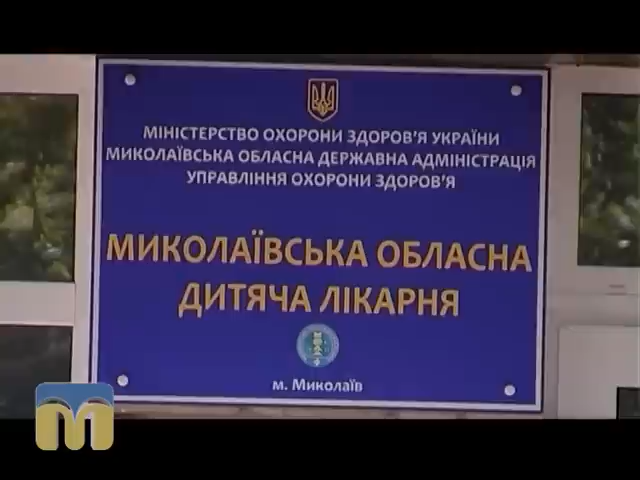 МІНІСТЕРСТВО ОХОРОНИ ЗДОРОВ'Я УКРАЇНИ
МИКОЛАЇВСЬКА ОБЛАСНА ДЕРЖАВНА АДМІНІСТРАЦІЯ
УПРАВЛІННЯ ОХОРОНИ ЗДОРОВ'Я
МИКОЛАЇВСЬКА ОБЛАСНА
ДИТЯЧА ЛІКАРНЯ
м. Миколаїв